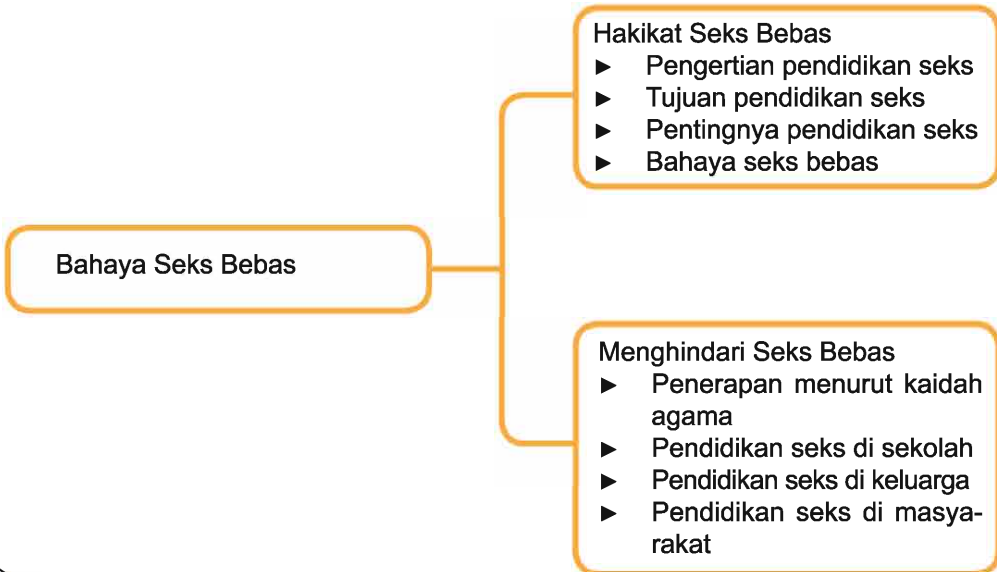 Hakikat Seks Bebas
► Pengertian pendidikan seks
► Tujuan pendidikan seks
► Pentingnya pendidikan seks
► Bahaya seks bebas
Bahaya Seks Bebas
Menghindari Seks Bebas
► Penerapan menurut kaidah
agama
► Pendidikan seks di sekolah
► Pendidikan seks di keluarga
► Pendidikan seks di masya-
rakat